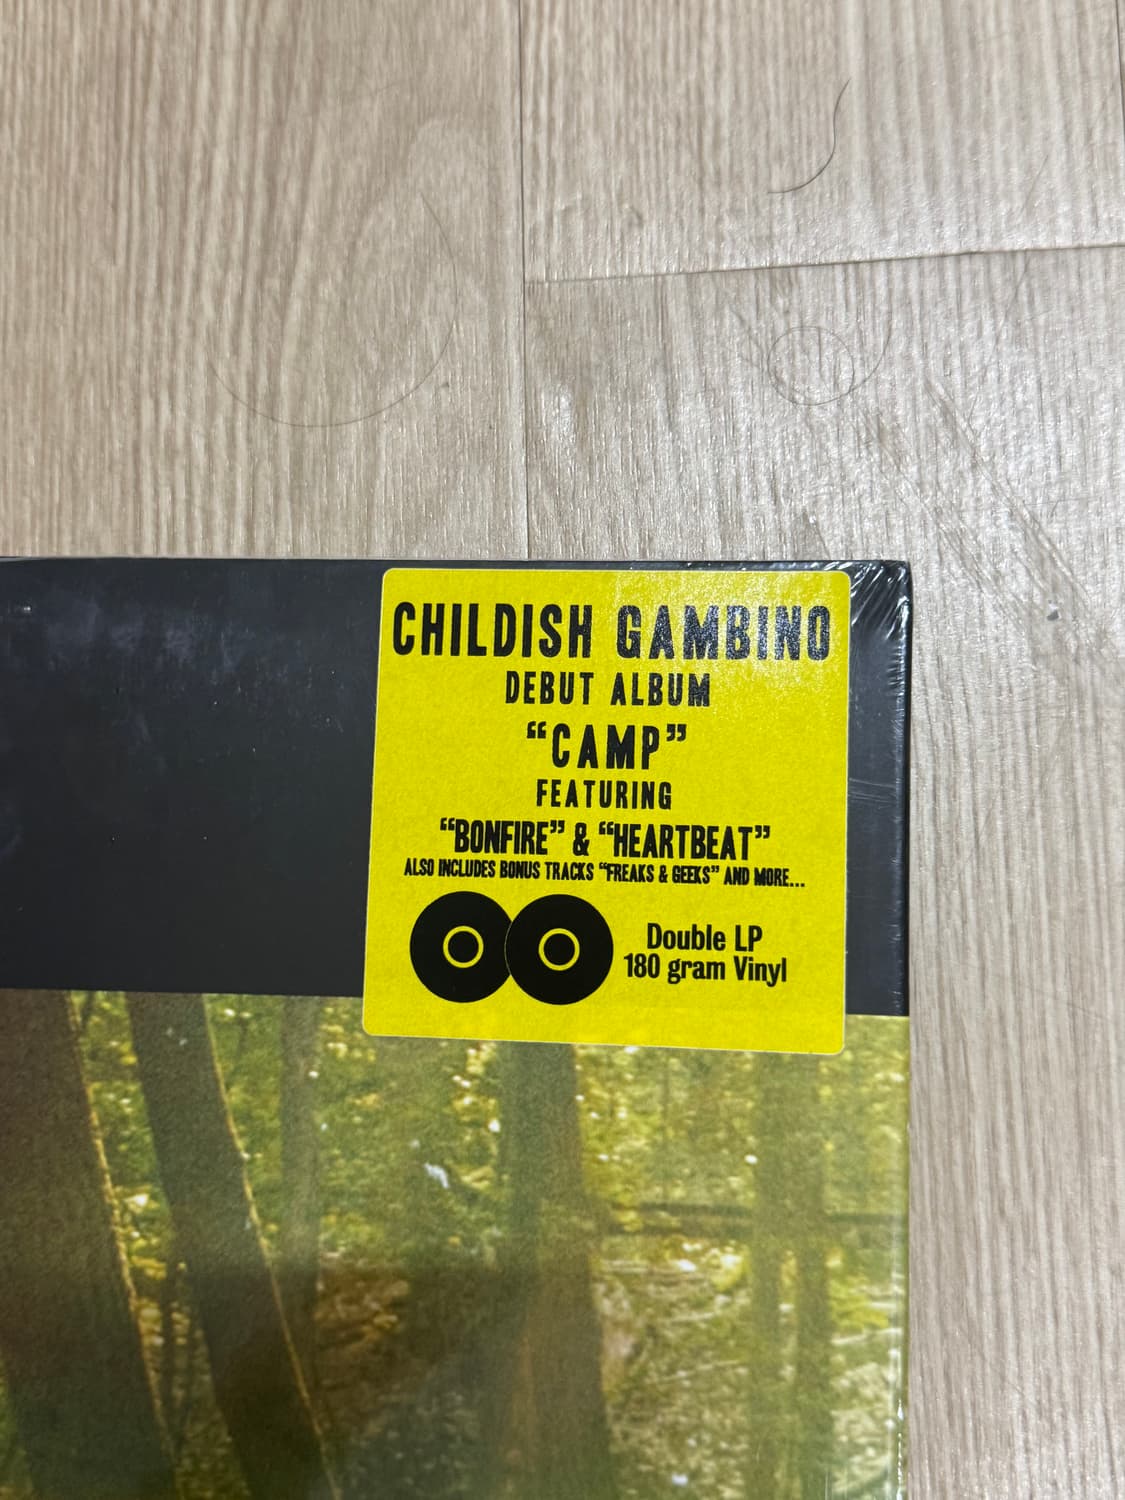 CHILDISH GAMBINO
DEBUT ALBUM
“CAMP”
FEATURING
“BONFIRE” & “HEARTBEAT”
ALSO INCLUDES BONUS TRACKS “FREAKS & GEEKS” AND MORE...
Double LP
180 gram Vinyl